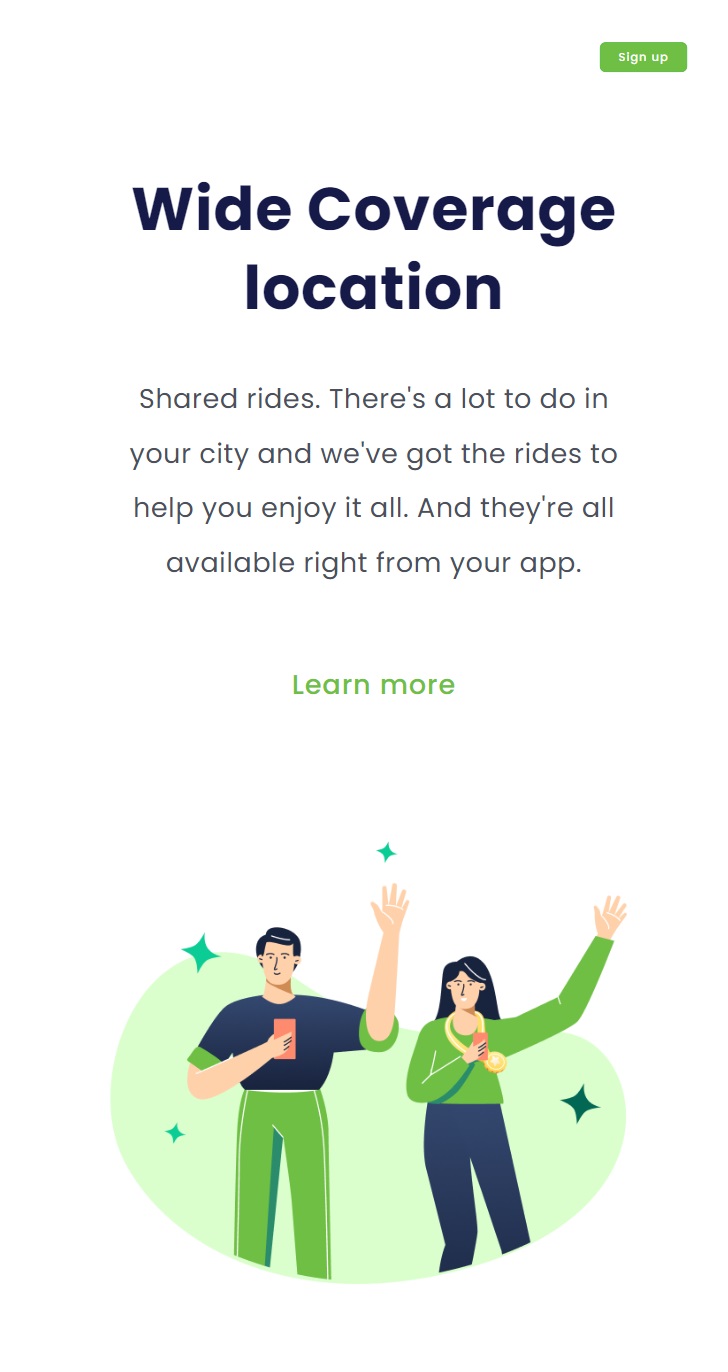 Sign up
Wide Coverage
location
Shared rides. There's a lot to do in
your city and we've got the rides to
help you enjoy it all. And they're all
available right from your app.
Learn more